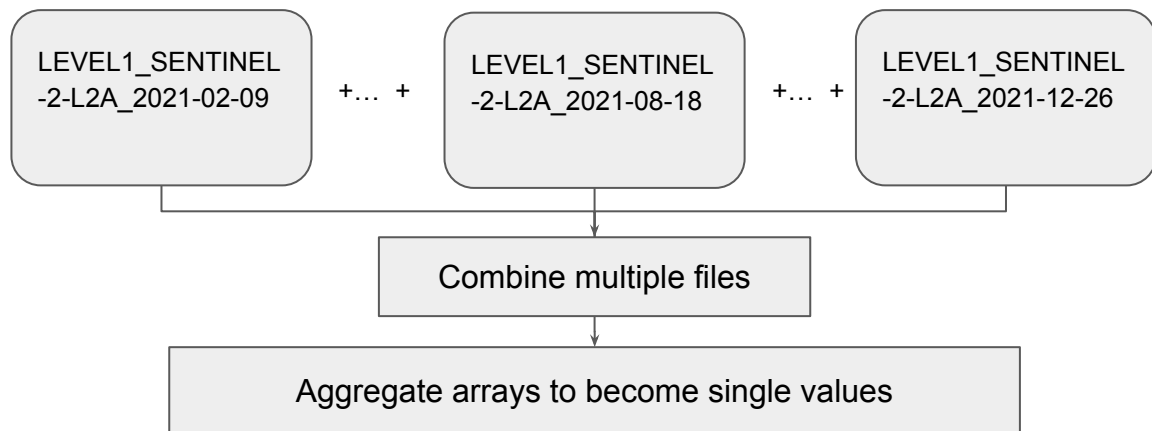 LEVEL1_SENTINEL
-2-L2A_2021-02-09
+… +
LEVEL1_SENTINEL
-2-L2A_2021-08-18
+… +
LEVEL1_SENTINEL
-2-L2A_2021-12-26
Combine multiple files
Aggregate arrays to become single values